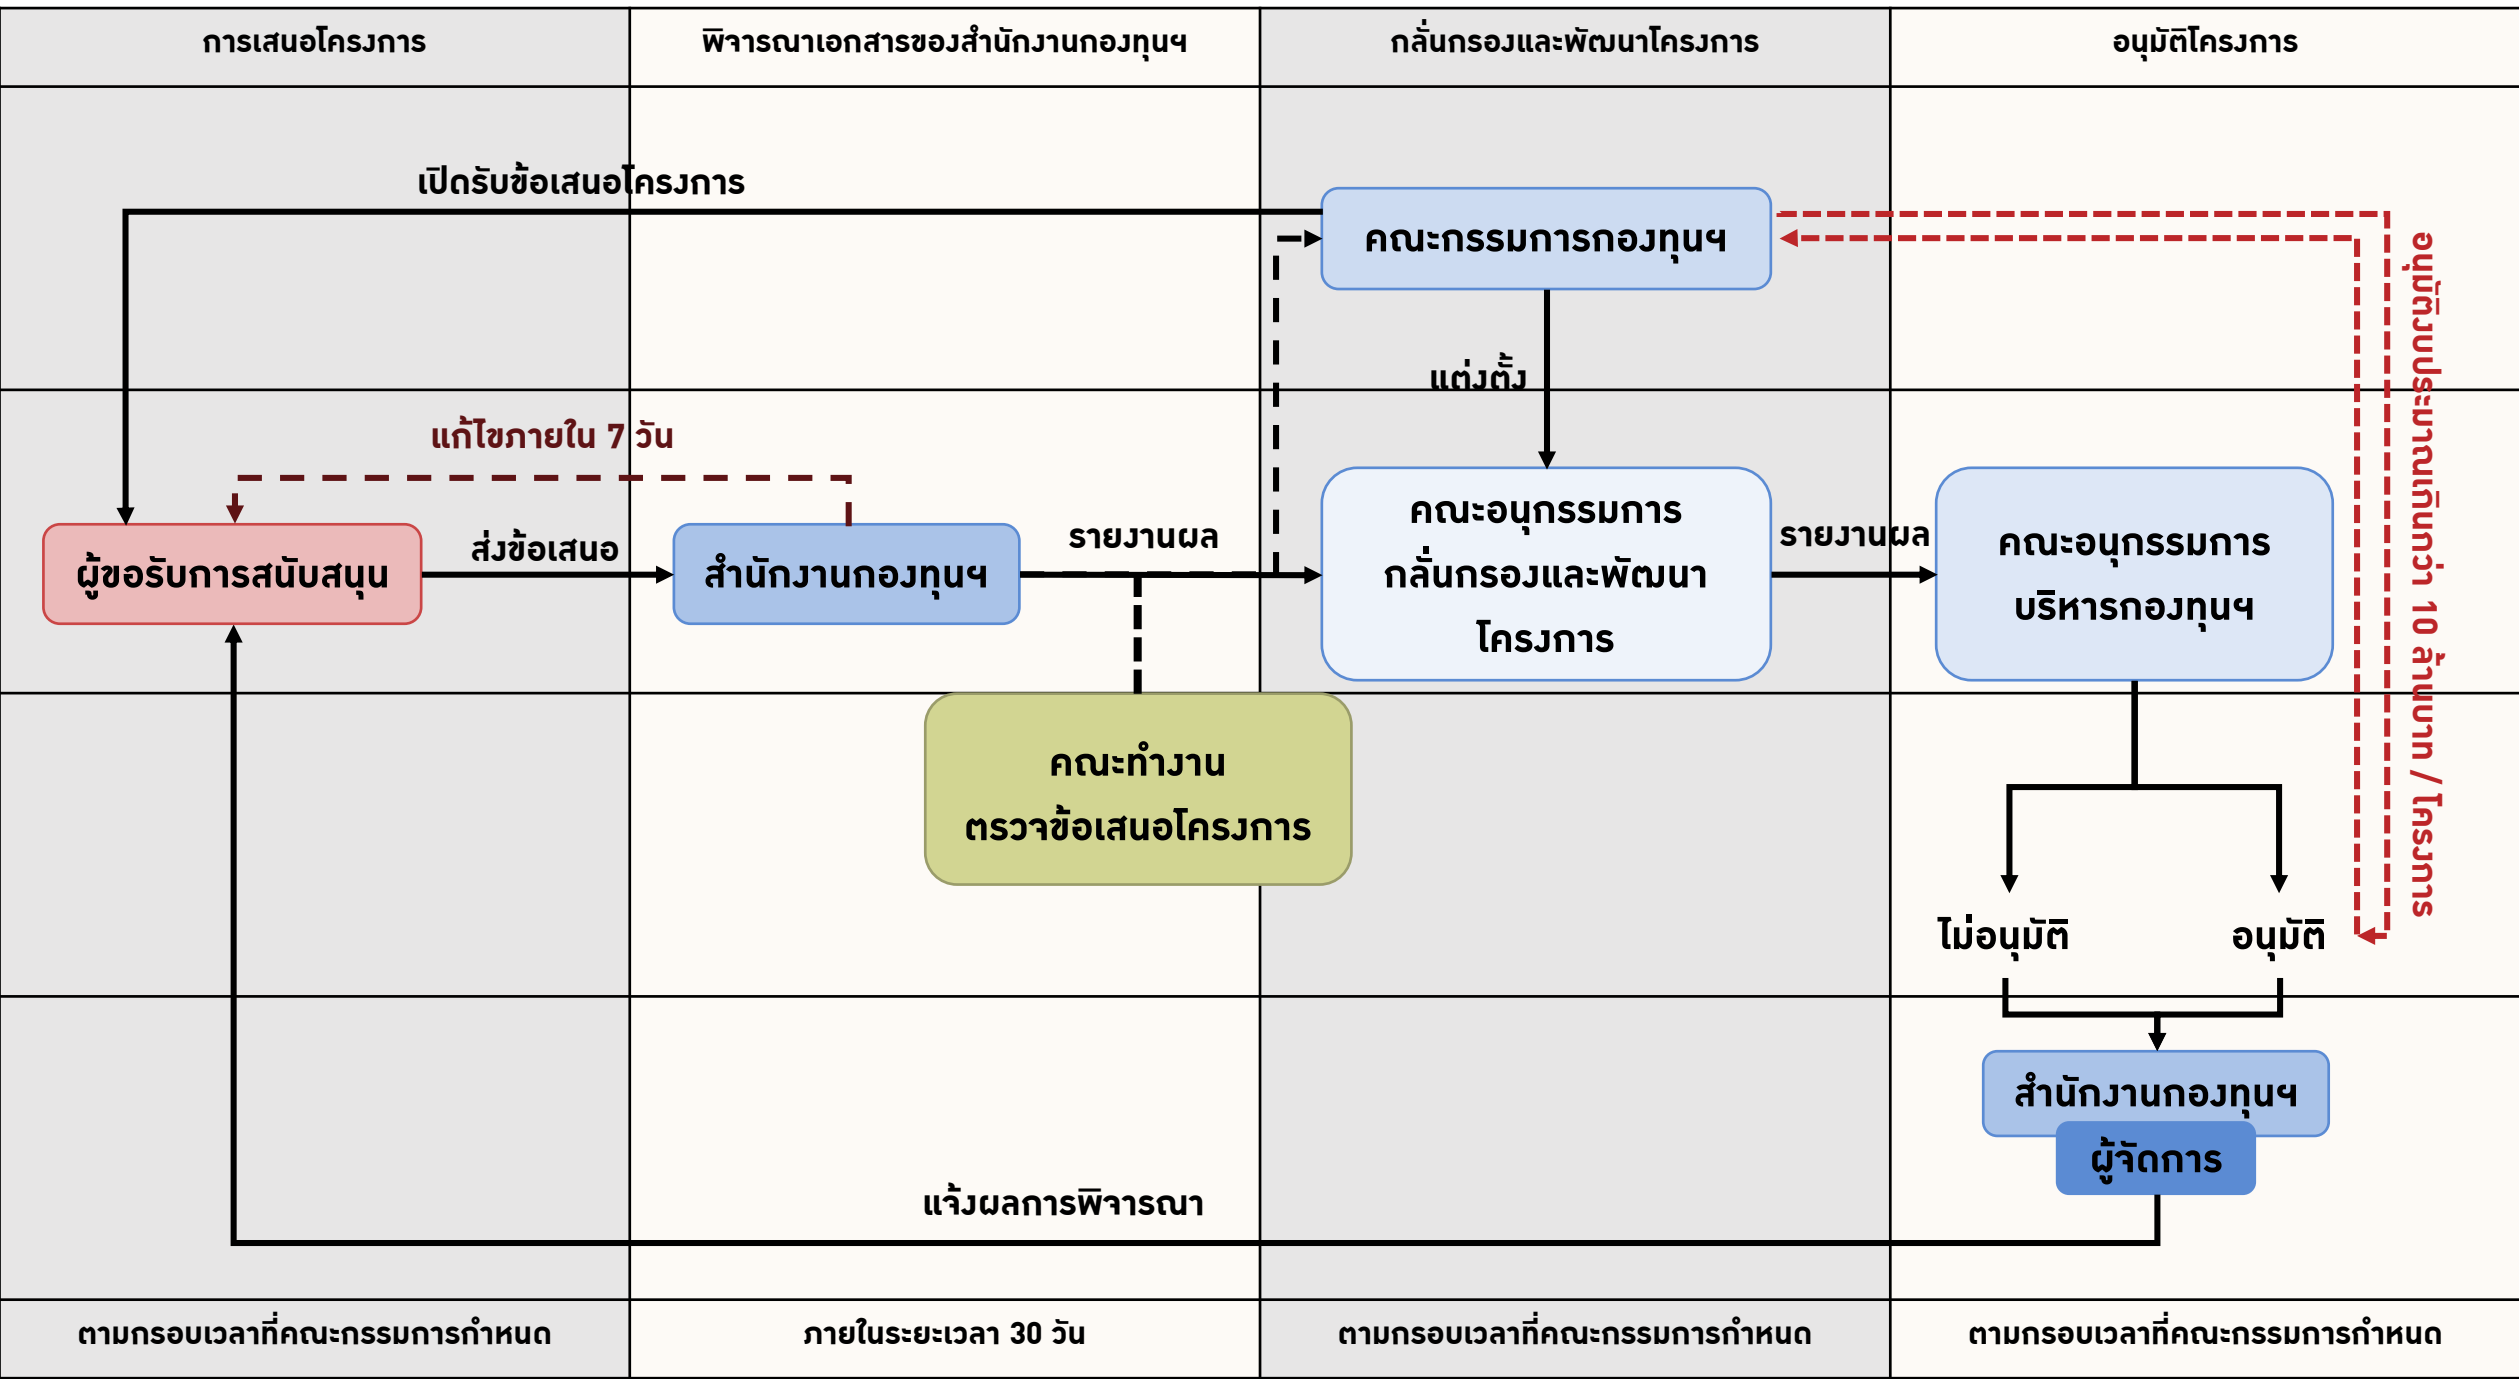 การเสนอโครงการ
พิจารณาเอกสารของสำนักงานกองทุนฯ
กลั่นกรองและพัฒนาโครงการ
อนุมัติโครงการ
เปิดรับข้อเสนอโครงการ
คณะกรรมการกองทุนฯ
แต่งตั้ง
อนุมัติงบประมาณเกินกว่า 10 ล้านบาท / โครงการ
แก้ไขภายใน 7 วัน
ผู้ขอรับการสนับสนุน
ส่งข้อเสนอ
สำนักงานกองทุนฯ
รายงานผล
คณะอนุกรรมการ
กลั่นกรองและพัฒนา
โครงการ
รายงานผล
คณะอนุกรรมการ
บริหารกองทุนฯ
คณะทำงาน
ตรวจข้อเสนอโครงการ
ไม่อนุมัติ
อนุมัติ
สำนักงานกองทุนฯ
ผู้จัดการ
แจ้งผลการพิจารณา
ตามกรอบเวลาที่คณะกรรมการกำหนด
ภายในระยะเวลา 30 วัน
ตามกรอบเวลาที่คณะกรรมการกำหนด
ตามกรอบเวลาที่คณะกรรมการกำหนด